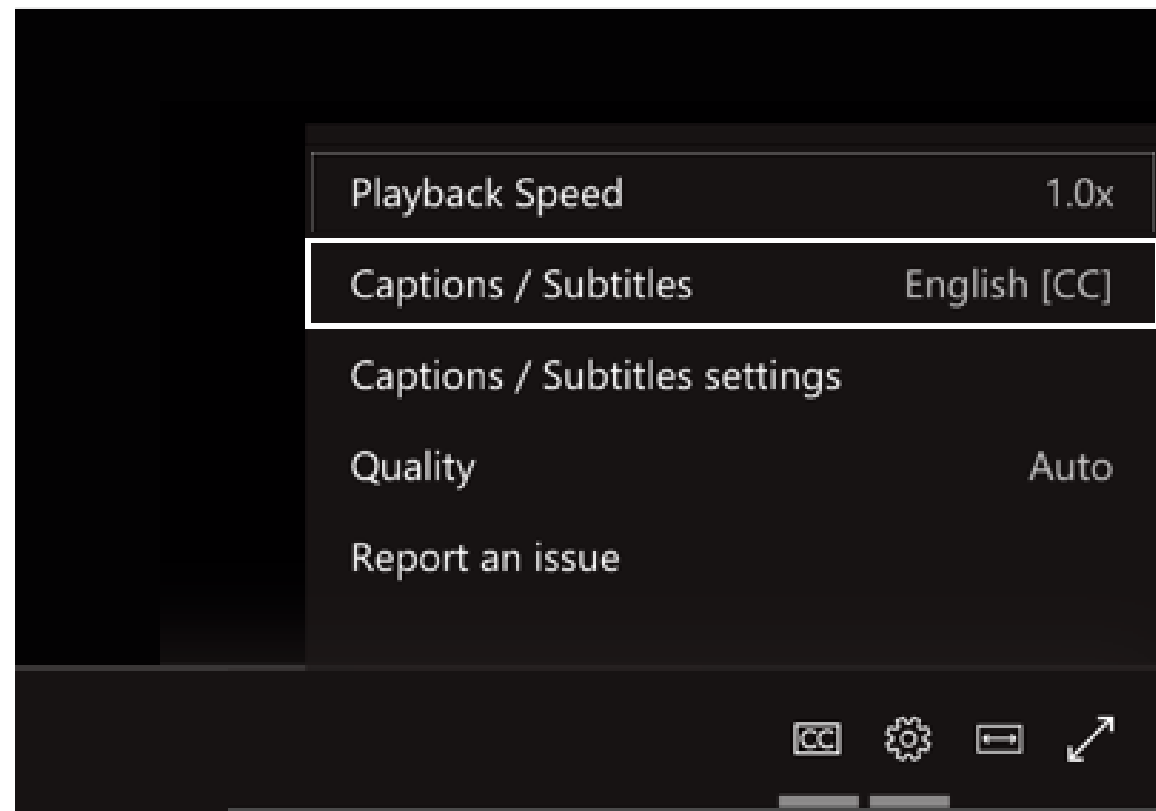 Playback Speed 1.0x
Captions / Subtitles English [CC]
Captions / Subtitles settings
Quality Auto
Report an issue
CC